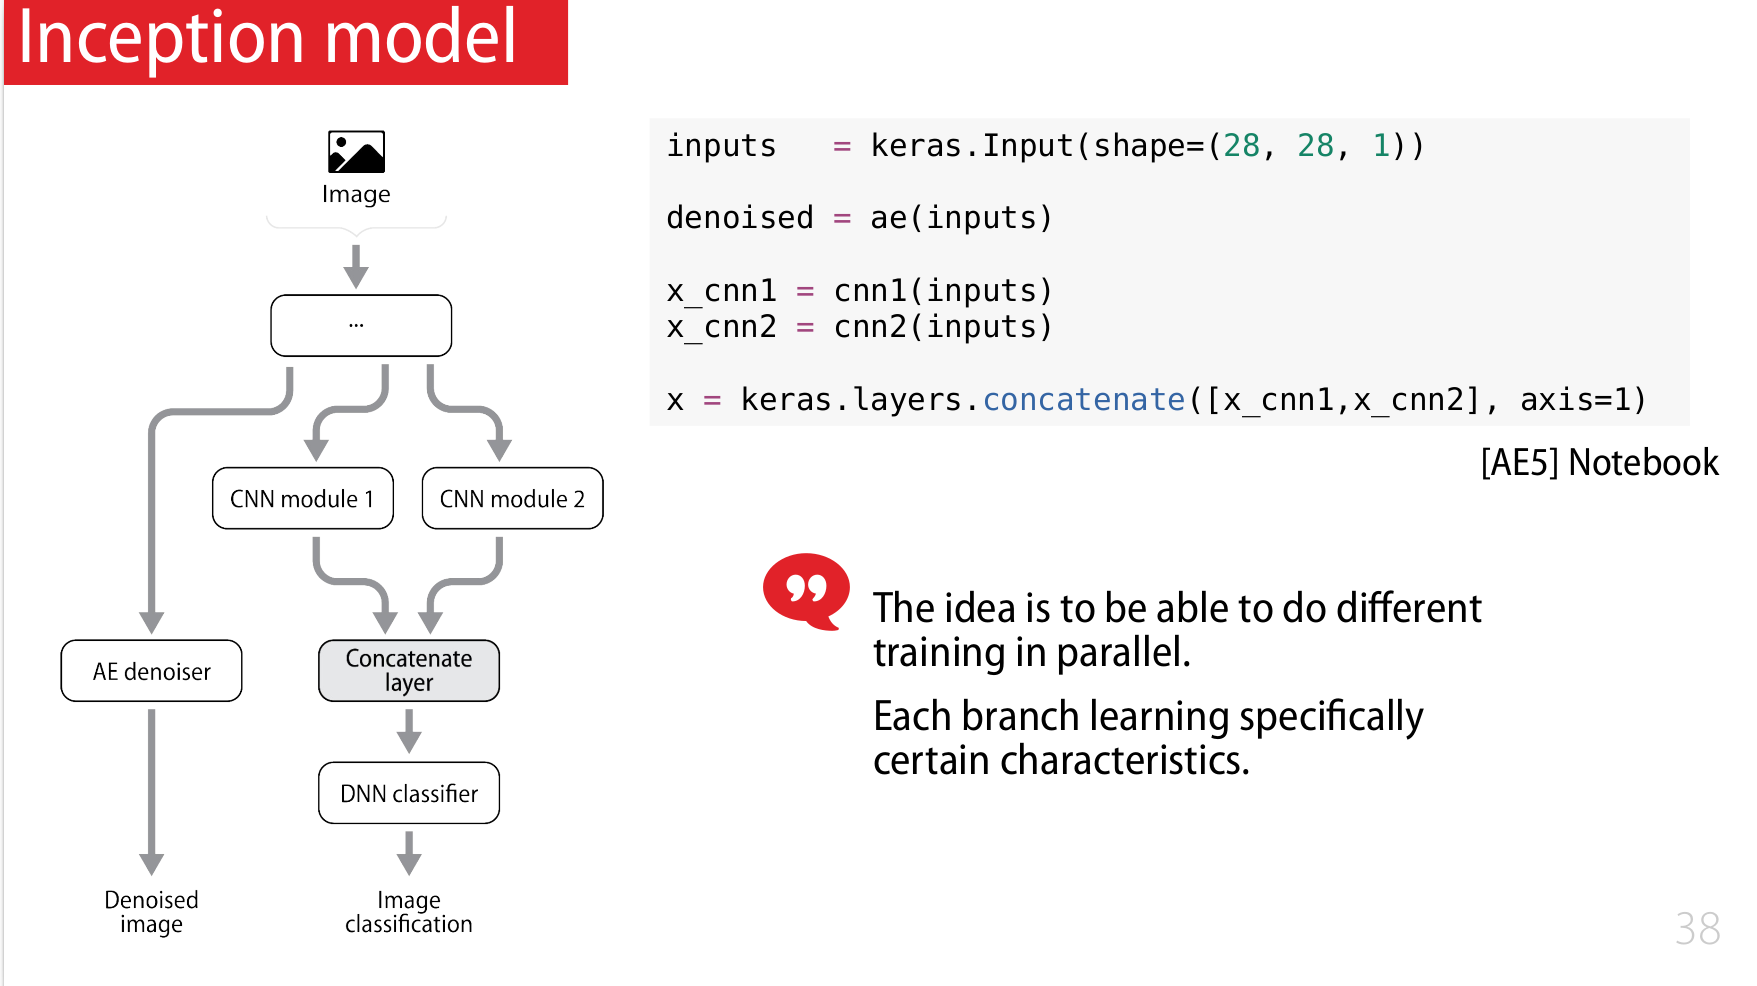 Inception model
Image
...
CNN module 1
CNN module 2
AE denoiser
Concatenate
layer
DNN classifier
Denoised
image
Image
classification
inputs   = keras.Input(shape=(28, 28, 1))
denoised = ae(inputs)
x_cnn1 = cnn1(inputs)
x_cnn2 = cnn2(inputs)
x = keras.layers.concatenate([x_cnn1,x_cnn2], axis=1)
[AE5] Notebook
The idea is to be able to do different
training in parallel.
Each branch learning specifically
certain characteristics.
38